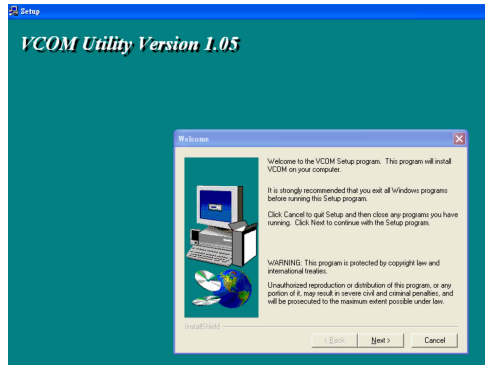 Setup
VCOM Utility Version 1.05
Welcome
Welcome to the VCOM Setup program. This program will install
VCOM on your computer.
It is strongly recommended that you exit all Windows programs
before running this Setup program.
Click Cancel to quit Setup and then close any programs you have
running. Click Next to continue with the Setup program.
WARNING: This program is protected by copyright law and
international treaties.
Unauthorized reproduction or distribution of this program, or any
portion of it, may result in severe civil and criminal penalties, and
will be prosecuted to the maximum extent possible under law.
InstallShield
< Back Next > Cancel